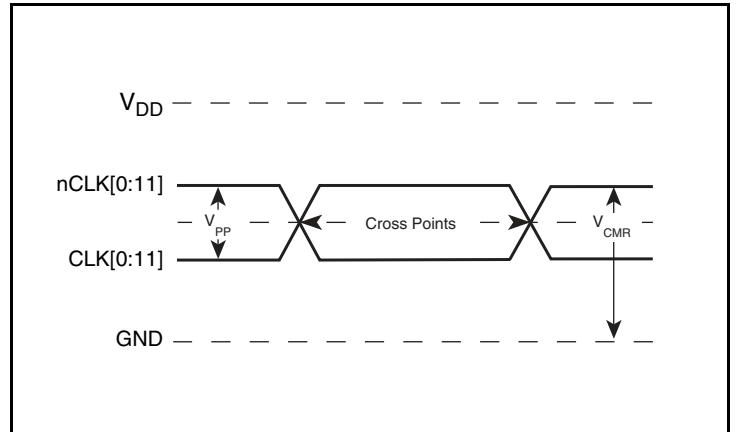 VDD
nCLK[0:11]
VPP
Cross Points
VCMR
CLK[0:11]
GND